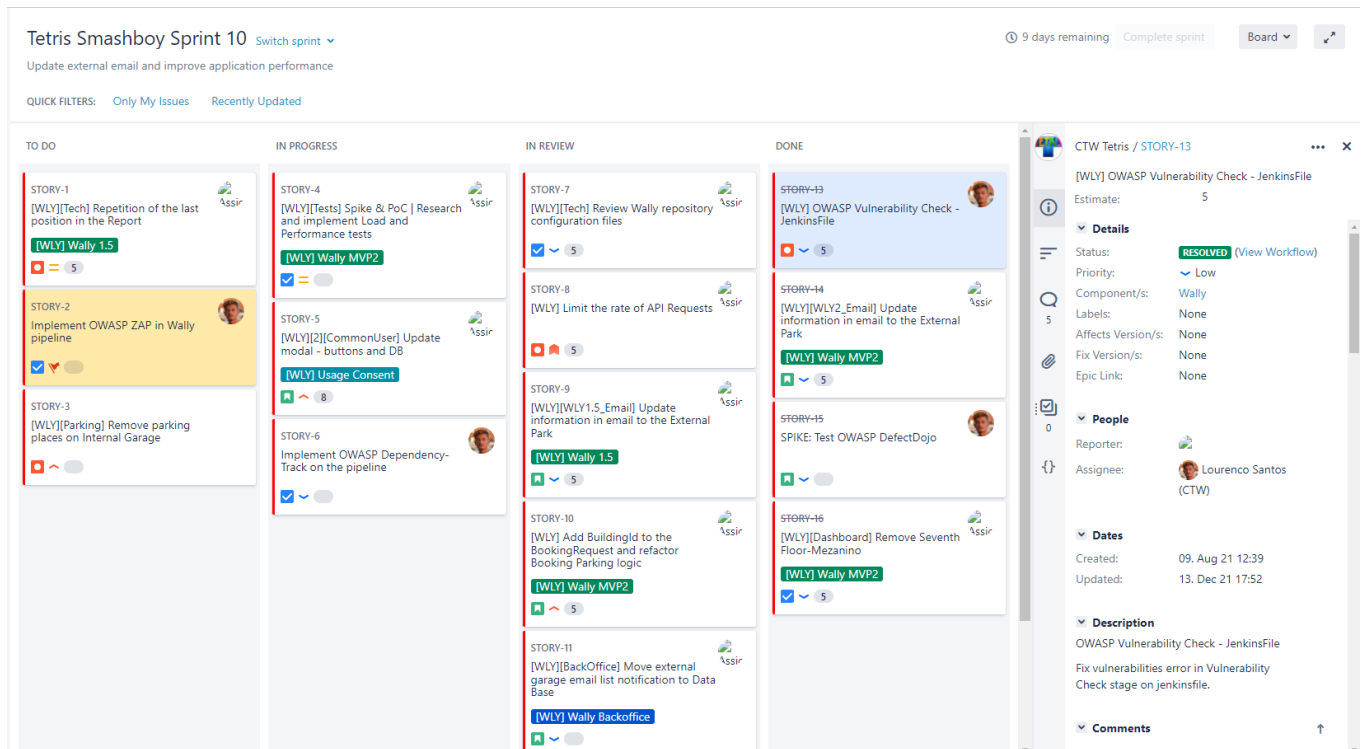 Tetris Smashboy Sprint 10 Switch sprint
9 days remaining Complete sprint Board
Update external email and improve application performance
QUICK FILTERS: Only My Issues Recently Updated
TO DO
STORY-1
Assig
[WLY][Tech] Repetition of the last
position in the Report
[WLY] Wally 1.5
5
STORY-2
Implement OWASP ZAP in Wally
pipeline
STORY-3
[WLY][Parking] Remove parking
places on Internal Garage
IN PROGRESS
STORY-4
[WLY][Tests] Spike & PoC | Research
and implement Load and
Performance tests
[WLY] Wally MVP2
STORY-5
[WLY][2][CommonUser] Update
modal - buttons and DB
[WLY] Usage Consent
8
STORY-6
Implement OWASP Dependency-
Track on the pipeline
IN REVIEW
STORY-7
[WLY][Tech] Review Wally repository
configuration files
5
STORY-8
[WLY] Limit the rate of API Requests
5
STORY-9
[WLY][WLY1.5_Email] Update
information in email to the External
Park
[WLY] Wally 1.5
5
STORY-10
[WLY] Add BuildingId to the
BookingRequest and refactor
Booking Parking logic
[WLY] Wally MVP2
5
STORY-11
[WLY][BackOffice] Move external
garage email list notification to Data
Base
[WLY] Wally Backoffice
DONE
STORY-13
[WLY] OWASP Vulnerability Check -
JenkinsFile
5
STORY-14
[WLY][WLY2_Email] Update
information in email to the External
Park
[WLY] Wally MVP2
5
STORY-15
SPIKE: Test OWASP DefectDojo
STORY-16
[WLY][Dashboard] Remove Seventh
Floor-Mezanino
[WLY] Wally MVP2
5
5
0
CTW Tetris / STORY-13
[WLY] OWASP Vulnerability Check - JenkinsFile
Estimate: 5
Details
Status: RESOLVED (View Workflow)
Priority: Low
Component/s: Wally
Labels: None
Affects Version/s: None
Fix Version/s: None
Epic Link: None
People
Reporter:
Assignee: Lourenco Santos
(CTW)
Dates
Created: 09. Aug 21 12:39
Updated: 13. Dec 21 17:52
Description
OWASP Vulnerability Check - JenkinsFile
Fix vulnerabilities error in Vulnerability
Check stage on jenkinsfile.
Comments